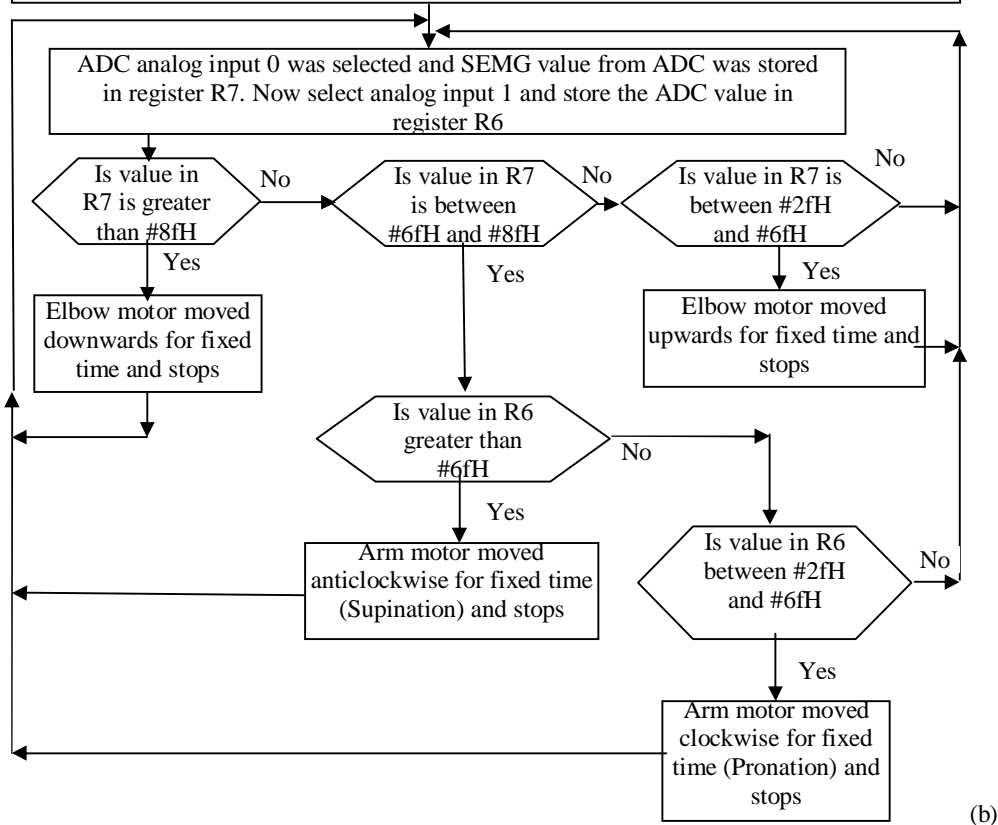 ADC analog input 0 was selected and SEMG value from ADC was stored
in register R7. Now select analog input 1 and store the ADC value in
register R6
Is value in
R7 is greater
than #8fH
No
Is value in R7
is between
#6fH and #8fH
No
Is value in R7 is
between #2fH
and #6fH
No
Yes
Yes
Yes
Elbow motor moved
downwards for fixed
time and stops
Elbow motor moved
upwards for fixed time and
stops
Is value in R6
greater than
#6fH
No
Yes
Is value in R6
between #2fH
and #6fH
No
Arm motor moved
anticlockwise for fixed time
(Supination) and stops
Yes
Arm motor moved
clockwise for fixed
time (Pronation) and
stops
(b)